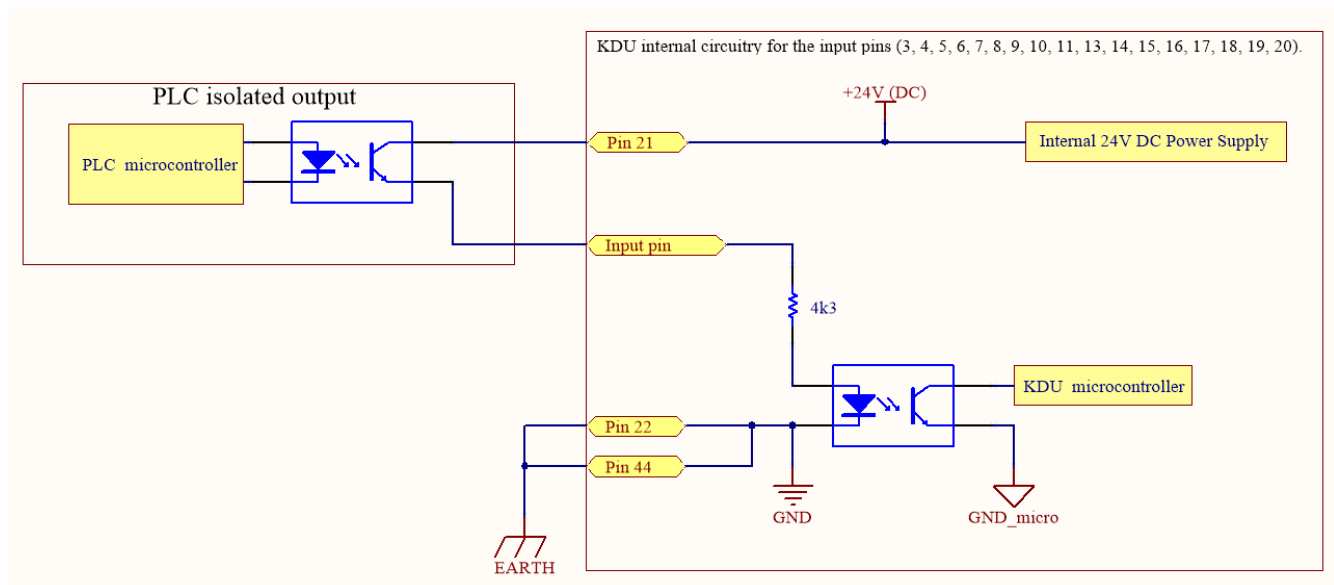 KDU internal circuitry for the input pins (3, 4, 5, 6, 7, 8, 9, 10, 11, 13, 14, 15, 16, 17, 18, 19, 20).
PLC isolated output
+24V (DC)
PLC microcontroller
Pin 21
Internal 24V DC Power Supply
Input pin
4k3
KDU microcontroller
Pin 22
Pin 44
GND
GND_micro
EARTH